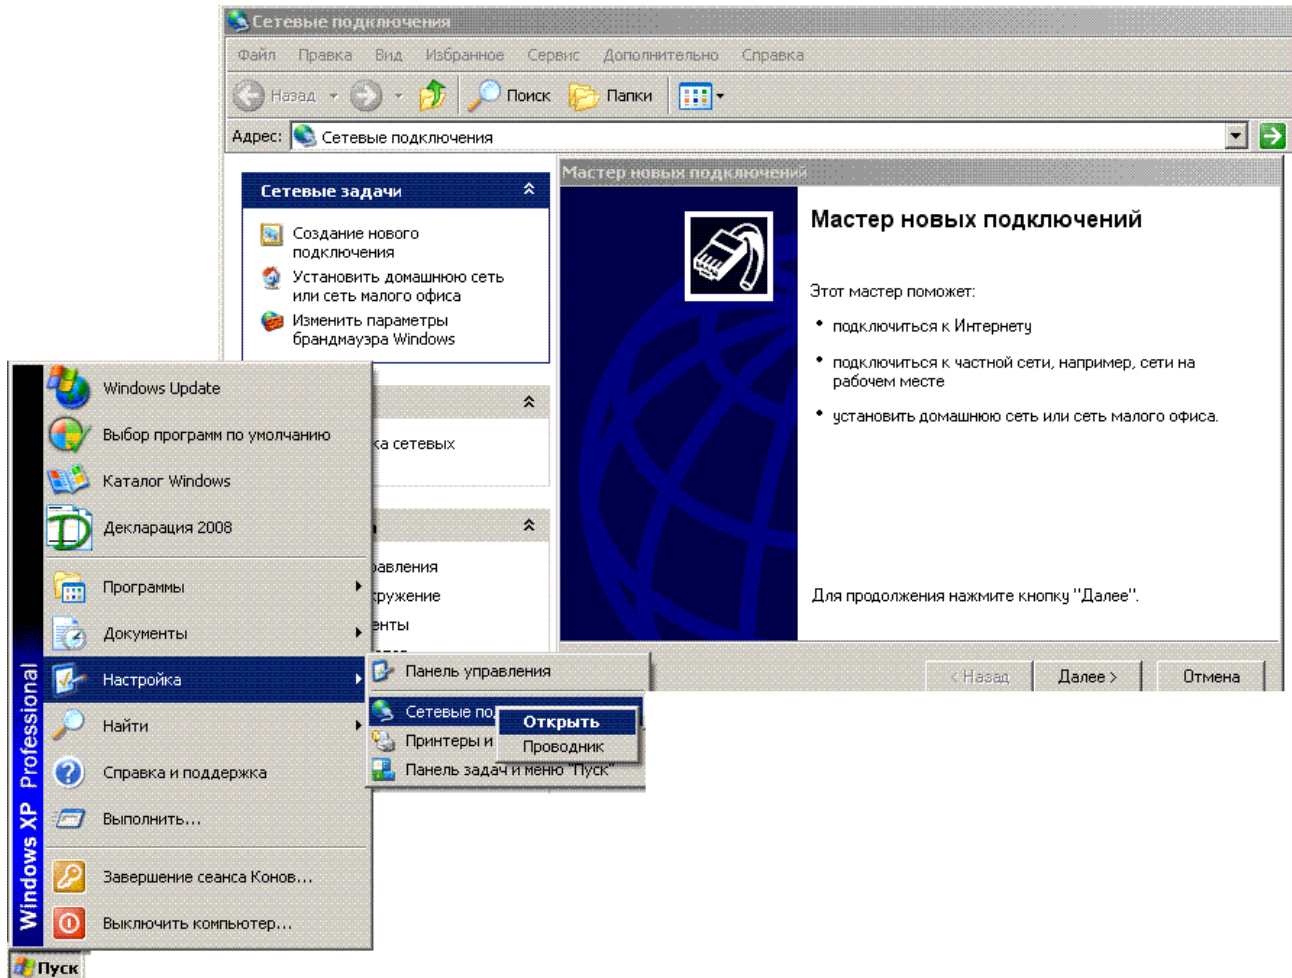 Сетевые подключения
Файл Правка Вид Избранное Сервис Дополнительно Справка
Назад Поиск Папки
Адрес: Сетевые подключения
Сетевые задачи
Создание нового
подключения
Установить домашнюю сеть
или сеть малого офиса
Изменить параметры
брандмауэра Windows
ка сетевых
авления
кружение
енты
Мастер новых подключений
Мастер новых подключений
Этот мастер поможет:
• подключиться к Интернету
• подключиться к частной сети, например, сети на
рабочем месте
• установить домашнюю сеть или сеть малого офиса.
Для продолжения нажмите кнопку "Далее".
< Назад Далее > Отмена
Windows XP Professional
Windows Update
Выбор программ по умолчанию
Каталог Windows
Декларация 2008
Программы
Документы
Настройка
Найти
Справка и поддержка
Выполнить...
Завершение сеанса Конов...
Выключить компьютер...
Панель управления
Сетевые по
Принтеры и
Панель задач и меню "Пуск"
Открыть
Проводник
Пуск